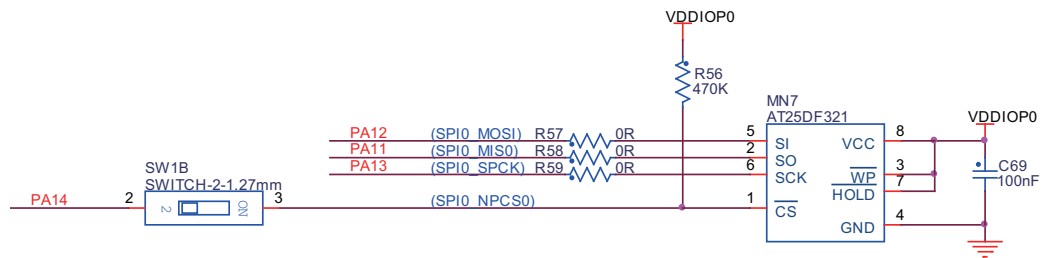 VDDIOP0
R56
470K
MN7
AT25DF321
VDDIOP0
PA12 (SPI0_MOSI) R57 0R 5 SI VCC 8
PA11 (SPI0_MIS0) R58 0R 2 SO
PA13 (SPI0_SPCK) R59 0R 6 SCK WP 3
HOLD 7
C69
100nF
SW1B
SWITCH-2-1.27mm
PA14 2 2 ON 3 (SPI0_NPCS0) 1 CS
GND 4